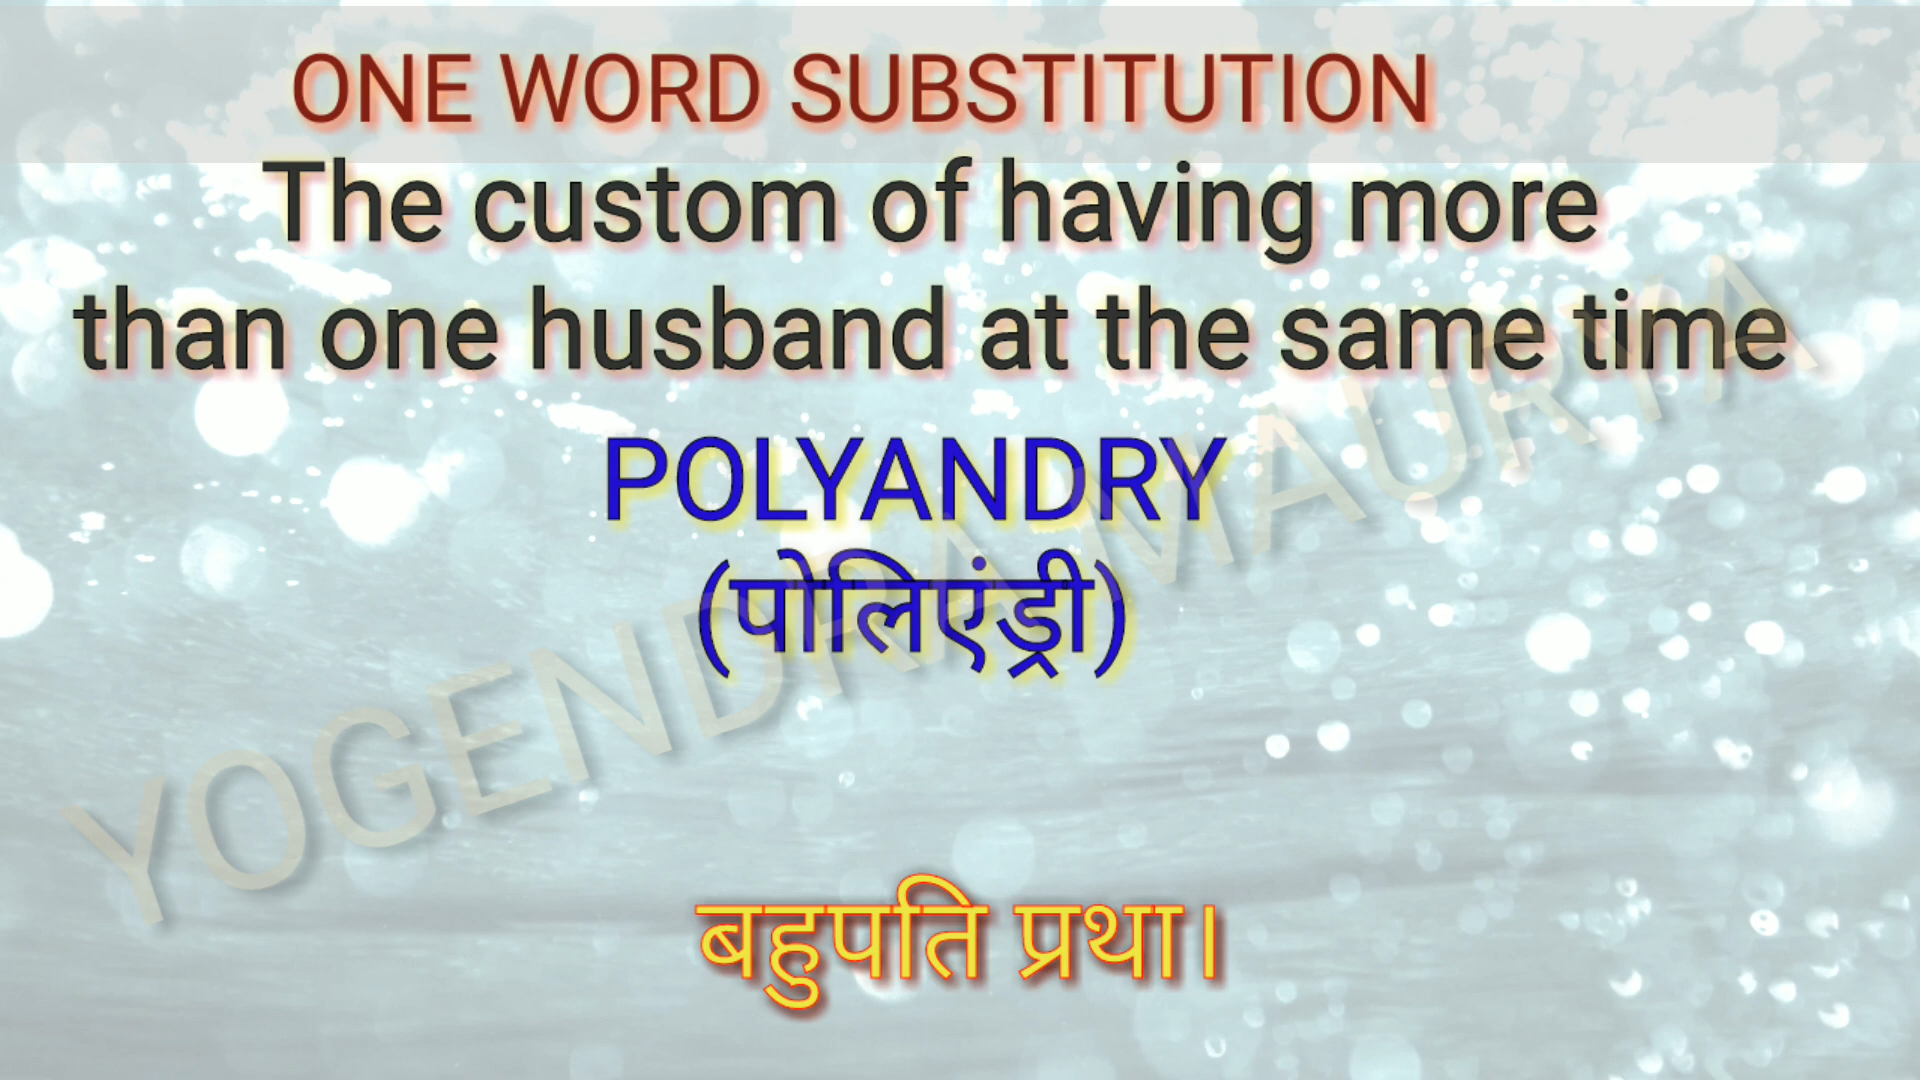 ONE WORD SUBSTITUTION
The custom of having more
than one husband at the same time
POLYANDRY
(पोलिएंड्री)
YOGENDRA MAURYA
बहुपति प्रथा।